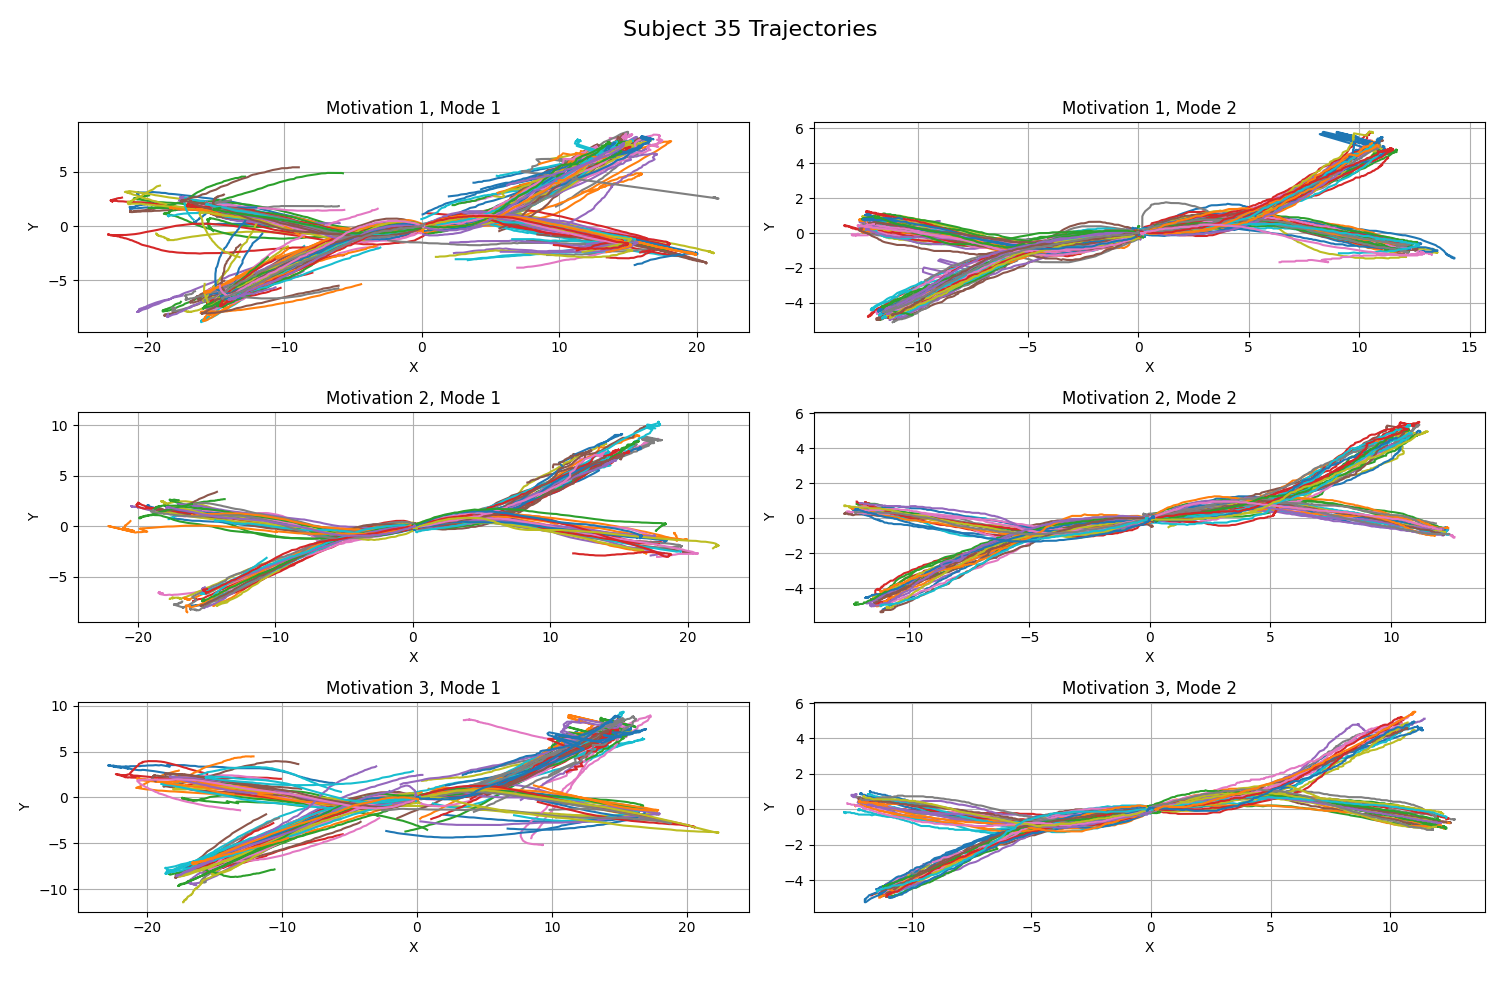 Subject 35 Trajectories
Motivation 1, Mode 1
Y
5
0
−5
−20 −10 0 10 20
X
Motivation 1, Mode 2
Y
6
4
2
0
−2
−4
−10 −5 0 5 10 15
X
Motivation 2, Mode 1
Y
10
5
0
−5
−20 −10 0 10 20
X
Motivation 2, Mode 2
Y
6
4
2
0
−2
−4
−10 −5 0 5 10
X
Motivation 3, Mode 1
Y
10
5
0
−5
−10
−20 −10 0 10 20
X
Motivation 3, Mode 2
Y
6
4
2
0
−2
−4
−10 −5 0 5 10
X